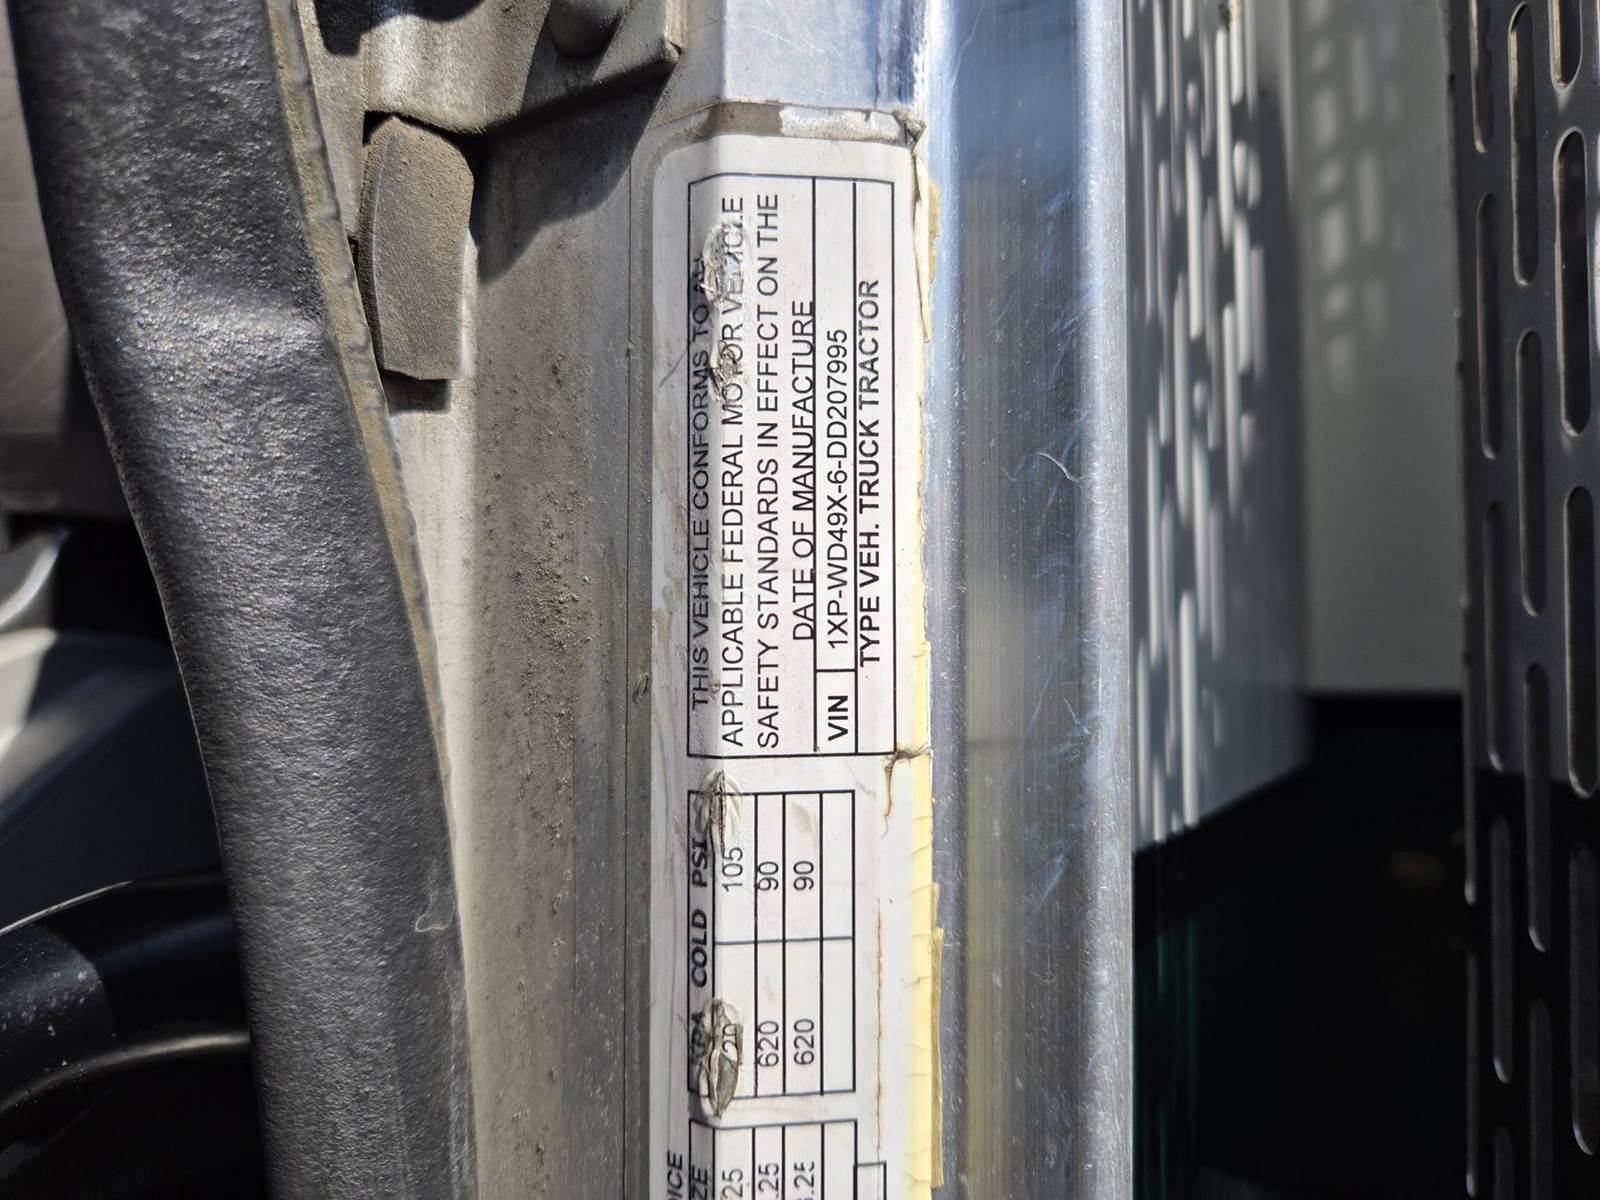 THIS VEHICLE CONFORMS TO
APPLICABLE FEDERAL MOTOR VEHICLE
SAFETY STANDARDS IN EFFECT ON THE
DATE OF MANUFACTURE
VIN 1XP-WD49X-6-DD207995
TYPE VEH. TRUCK TRACTOR
COLD PSI
105
620 90
620 90